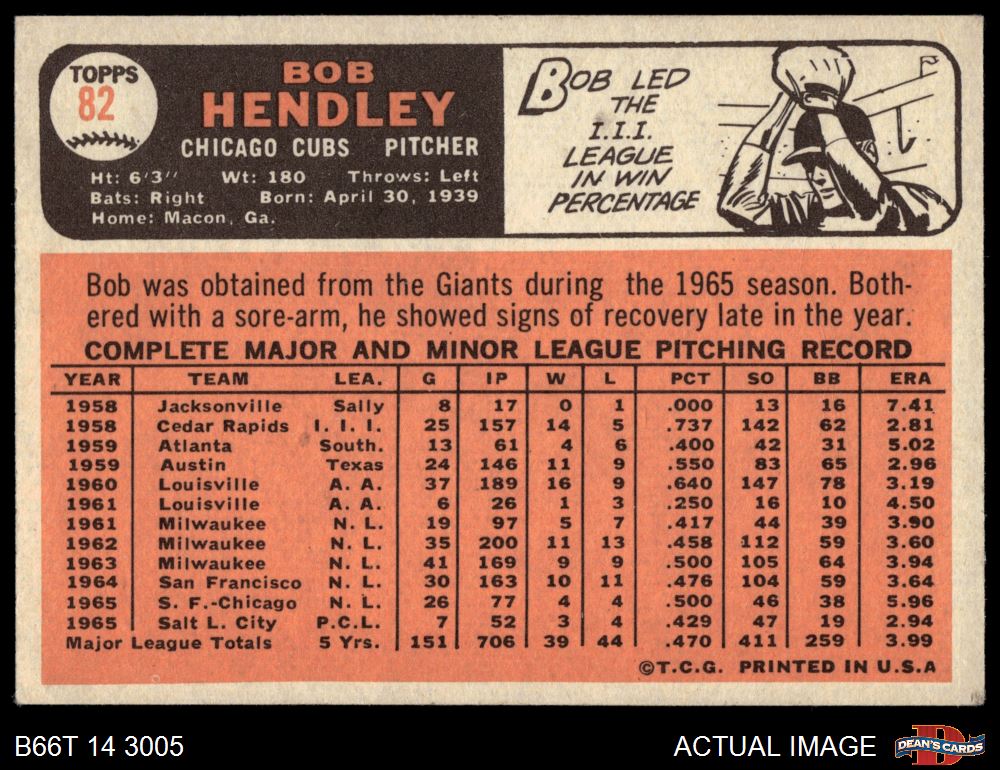 TOPPS
82
BOB
HENDLEY
CHICAGO CUBS PITCHER
Ht: 6'3" Wt: 180 Throws: Left
Bats: Right Born: April 30, 1939
Home: Macon, Ga.
BOB LED
THE
I.I.I.
LEAGUE
IN WIN
PERCENTAGE
Bob was obtained from the Giants during the 1965 season. Both-
ered with a sore-arm, he showed signs of recovery late in the year.
COMPLETE MAJOR AND MINOR LEAGUE PITCHING RECORD
YEAR TEAM LEA. G IP W L PCT SO BB ERA
1958 Jacksonville Sally 8 17 0 1 .000 13 16 7.41
1958 Cedar Rapids I. I. I. 25 157 14 5 .737 142 62 2.81
1959 Atlanta South. 13 61 4 6 .400 42 31 5.02
1959 Austin Texas 24 146 11 9 .550 83 65 2.96
1960 Louisville A. A. 37 189 16 9 .640 147 78 3.19
1961 Louisville A. A. 6 26 1 3 .250 16 10 4.50
1961 Milwaukee N. L. 19 97 5 7 .417 44 39 3.90
1962 Milwaukee N. L. 35 200 11 13 .458 112 59 3.60
1963 Milwaukee N. L. 41 169 9 9 .500 105 64 3.94
1964 San Francisco N. L. 30 163 10 11 .476 104 59 3.64
1965 S. F.-Chicago N. L. 26 77 4 4 .500 46 38 5.96
1965 Salt L. City P.C.L. 7 52 3 4 .429 47 19 2.94
Major League Totals 5 Yrs. 151 706 39 44 .470 411 259 3.99
©T.C.G. PRINTED IN U.S.A
B66T 14 3005
ACTUAL IMAGE
D
DEAN'S CARDS